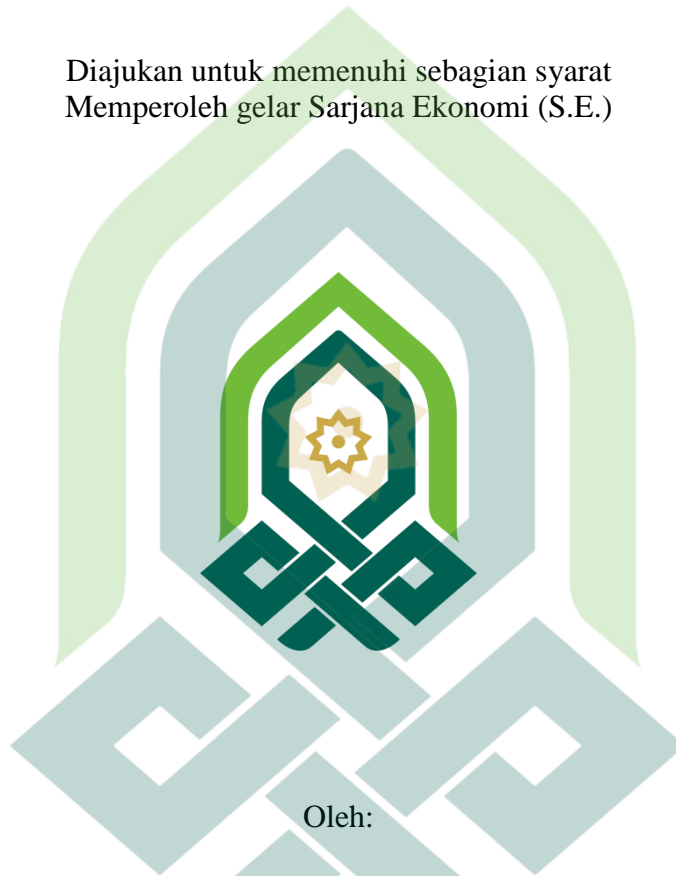 Diajukan untuk memenuhi sebagian syarat
Memperoleh gelar Sarjana Ekonomi (S.E.)
Oleh: